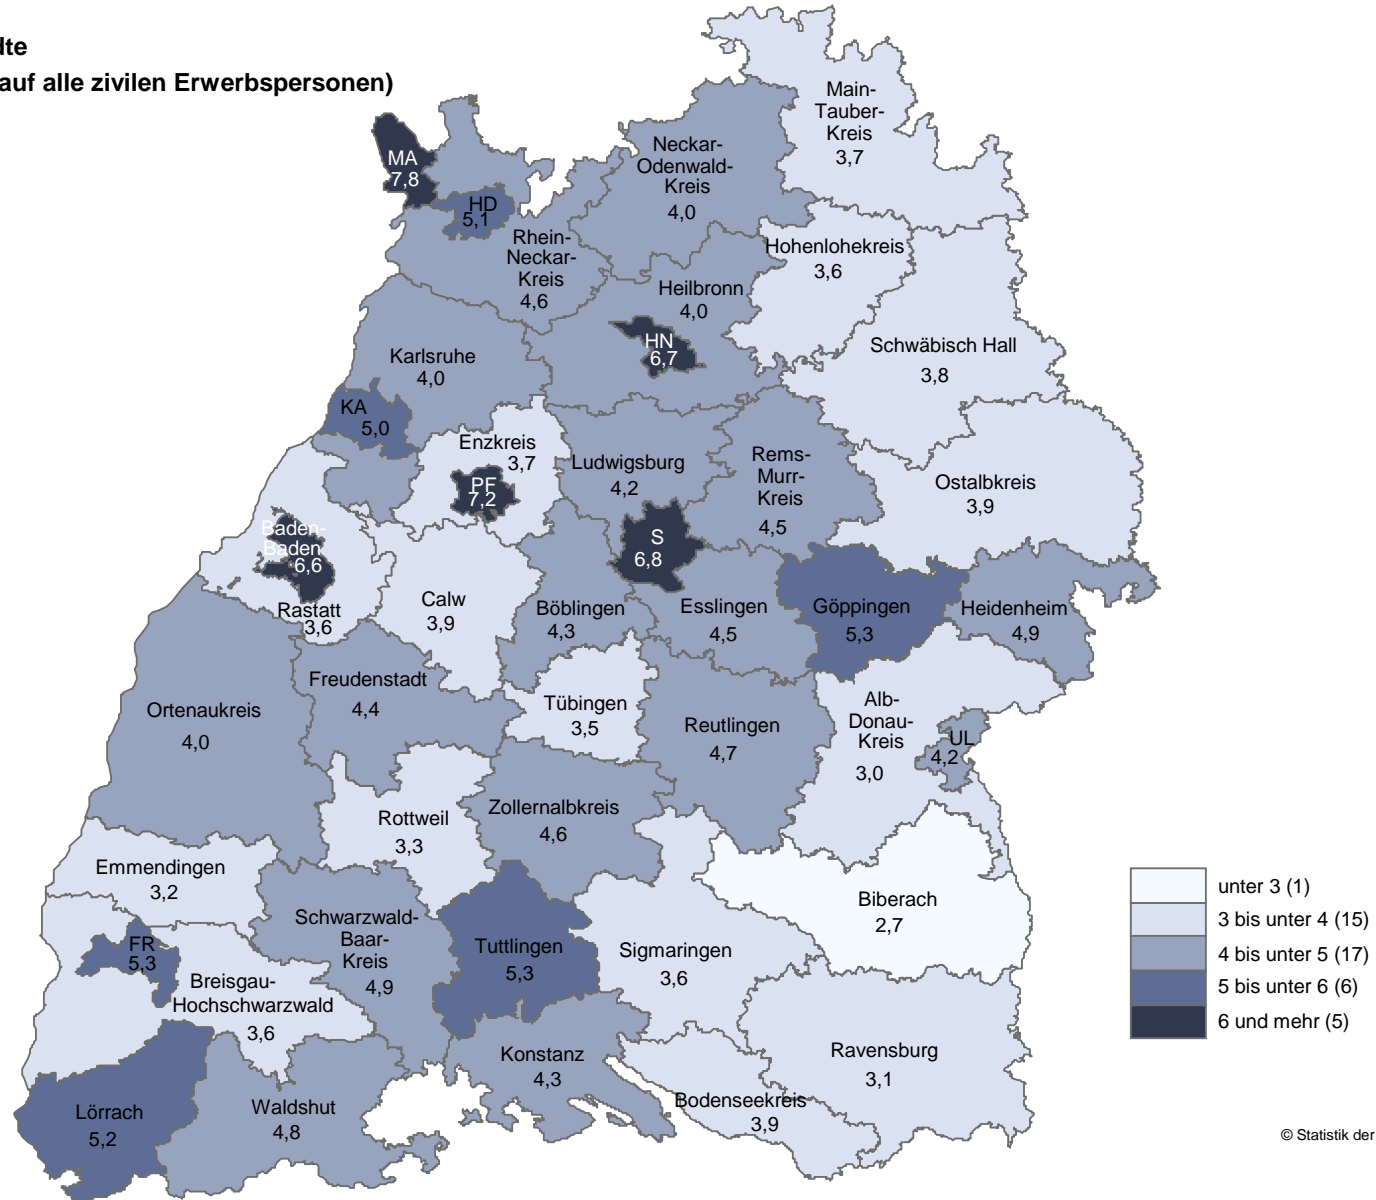 dte
auf alle zivilen Erwerbspersonen)
Main-
Tauber-
Kreis
3,7
MA
7,8
Neckar-
Odenwald-
Kreis
4,0
HD
5,1
Rhein-
Neckar-
Kreis
4,6
Hohenlohekreis
3,6
Heilbronn
4,0
HN
6,7
Schwäbisch Hall
3,8
Karlsruhe
4,0
KA
5,0
Enzkreis
3,7
PF
7,2
Ludwigsburg
4,2
Rems-
Murr-
Kreis
4,5
Ostalbkreis
3,9
Baden-
Baden
6,6
S
6,8
Rastatt
3,6
Calw
3,9
Böblingen
4,3
Esslingen
4,5
Göppingen
5,3
Heidenheim
4,9
Ortenaukreis
4,0
Freudenstadt
4,4
Tübingen
3,5
Reutlingen
4,7
Alb-
Donau-
Kreis
3,0
UL
4,2
Rottweil
3,3
Zollernalbkreis
4,6
Emmendingen
3,2
Biberach
2,7
FR
5,3
Schwarzwald-
Baar-
Kreis
4,9
Tuttlingen
5,3
Sigmaringen
3,6
Breisgau-
Hochschwarzwald
3,6
Konstanz
4,3
Ravensburg
3,1
Lörrach
5,2
Waldshut
4,8
Bodenseekreis
3,9
unter 3 (1)
3 bis unter 4 (15)
4 bis unter 5 (17)
5 bis unter 6 (6)
6 und mehr (5)
© Statistik der